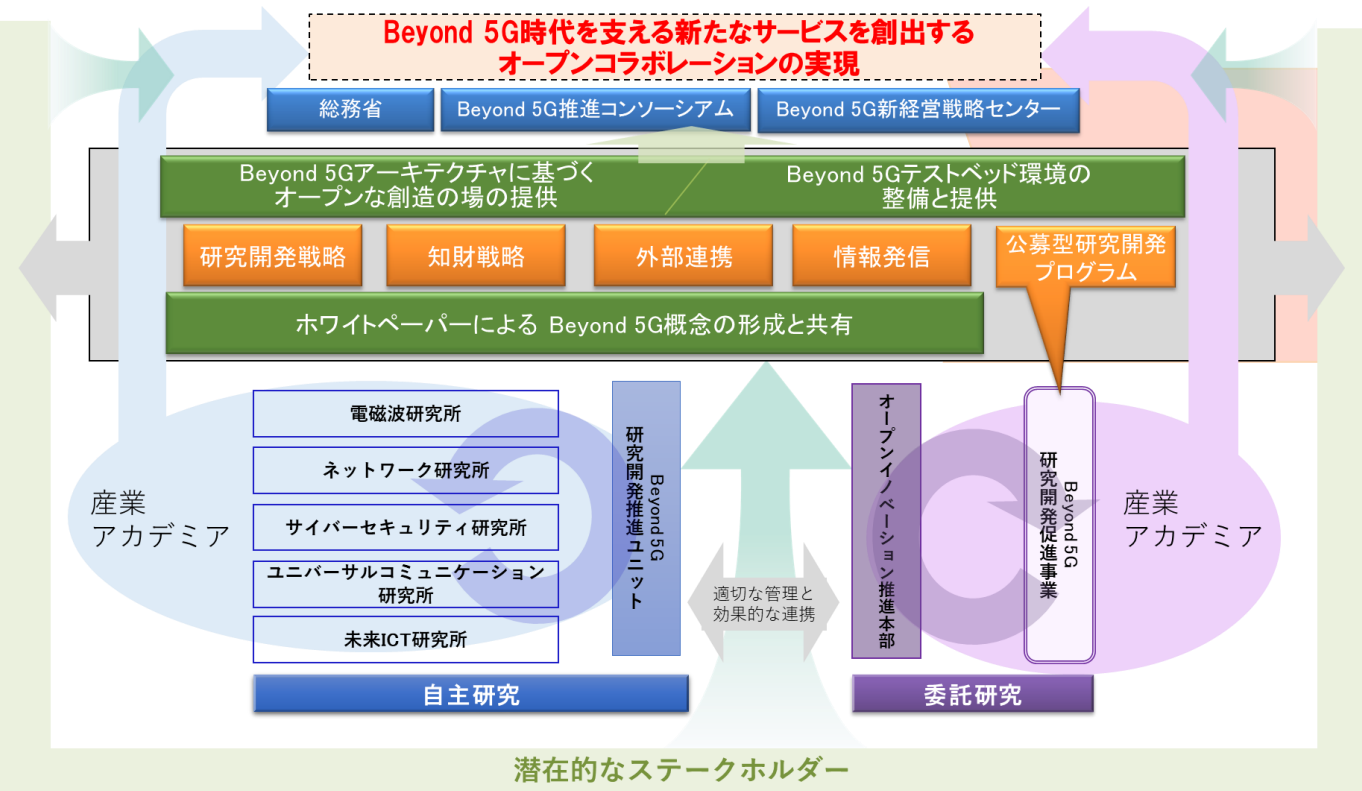 Beyond 5G時代を支える新たなサービスを創出する
オープンコラボレーションの実現
総務省
Beyond 5G推進コンソーシアム
Beyond 5G新経営戦略センター
Beyond 5Gアーキテクチャに基づく
オープンな創造の場の提供
Beyond 5Gテストベッド環境の
整備と提供
研究開発戦略
知財戦略
外部連携
情報発信
公募型研究開発
プログラム
ホワイトペーパーによる Beyond 5G概念の形成と共有
産業
アカデミア
電磁波研究所
ネットワーク研究所
サイバーセキュリティ研究所
ユニバーサルコミュニケーション
研究所
未来ICT研究所
Beyond 5G
研究開発推進ユニット
適切な管理と
効果的な連携
オープンイノベーション推進本部
Beyond 5G
研究開発促進事業
産業
アカデミア
自主研究
委託研究
潜在的なステークホルダー